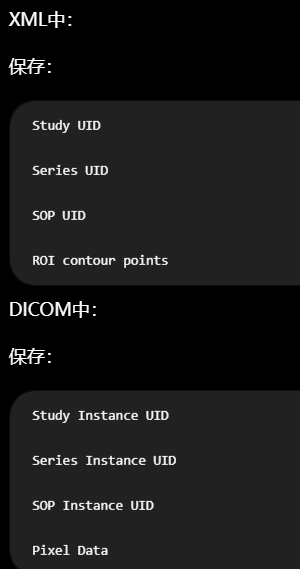 XML中：
保存：
Study UID
Series UID
SOP UID
ROI contour points
DICOM中：
保存：
Study Instance UID
Series Instance UID
SOP Instance UID
Pixel Data